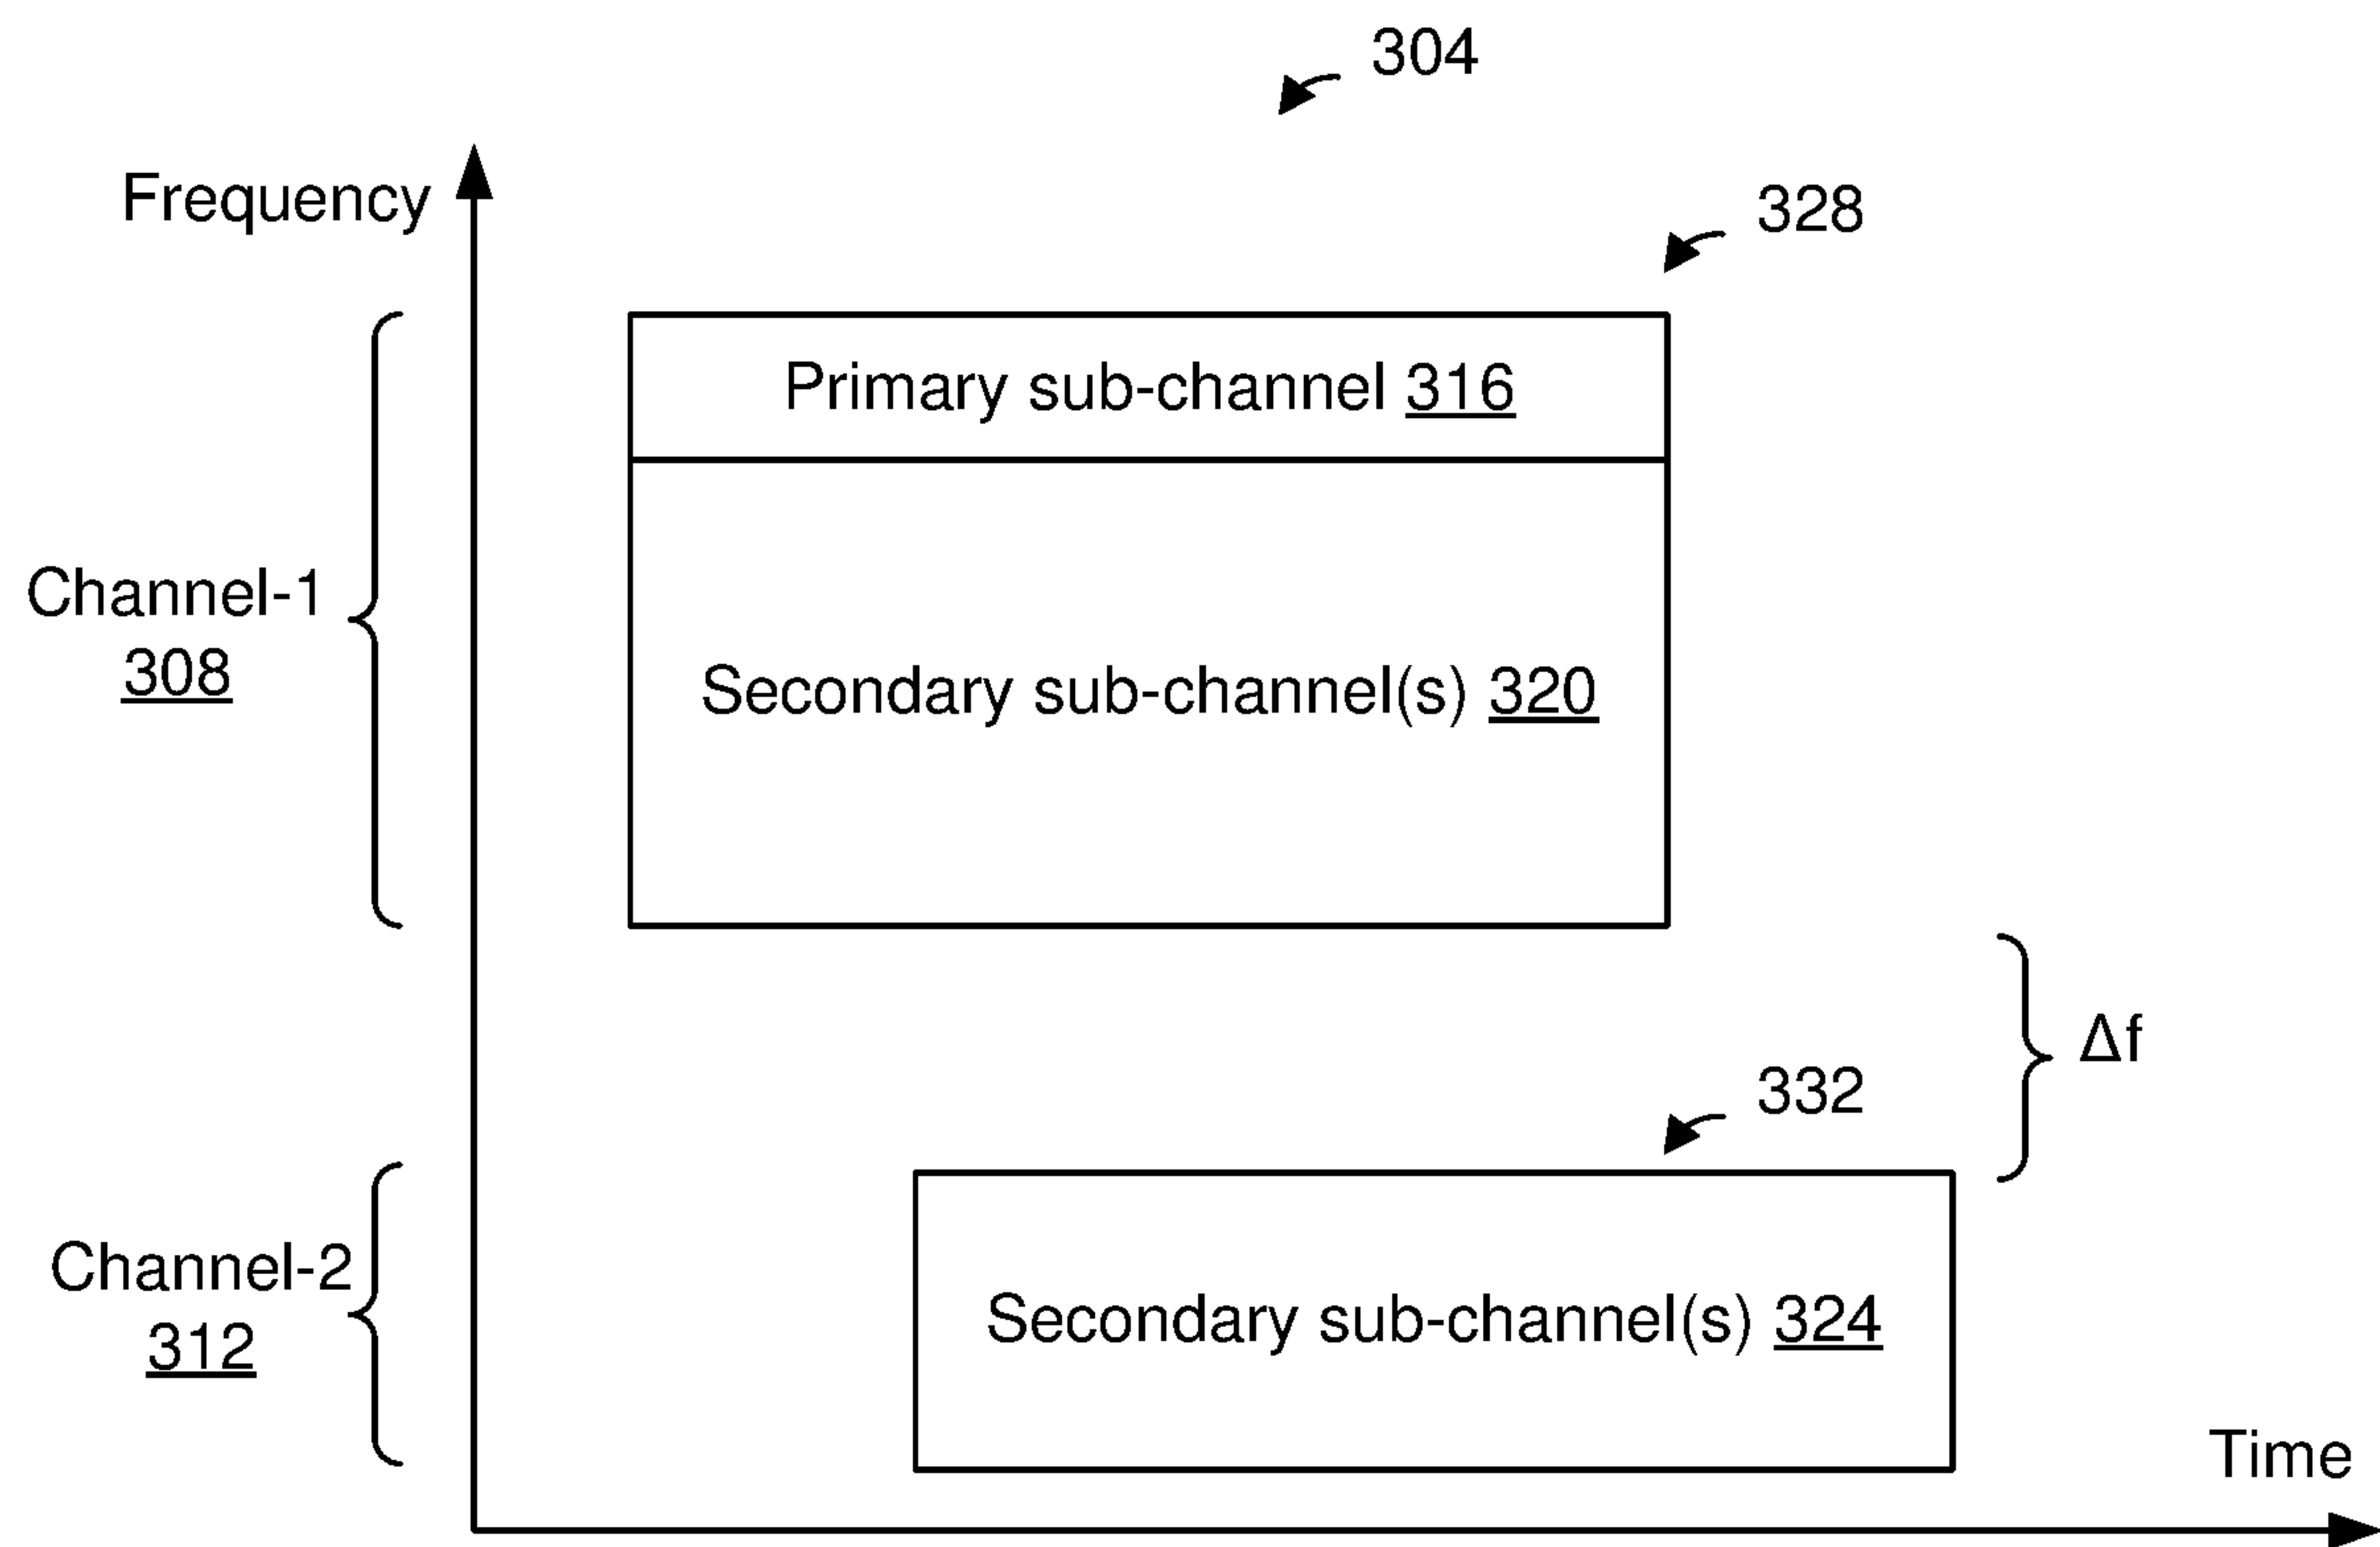 304
Frequency
328
Primary sub-channel 316
Channel-1
308
Secondary sub-channel(s) 320
Δf
332
Channel-2
312
Secondary sub-channel(s) 324
Time